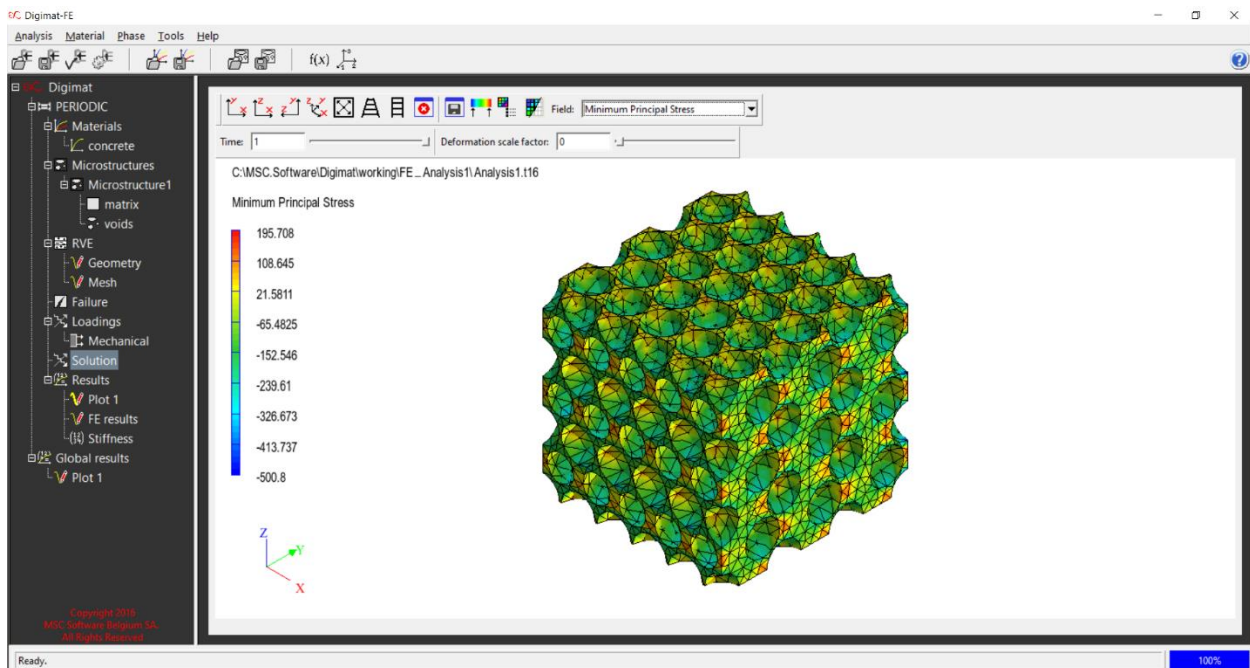 Digimat-FE
Analysis Material Phase Tools Help
f(x)
Digimat
PERIODIC
Materials
concrete
Microstructures
Microstructure1
matrix
voids
RVE
Geometry
Mesh
Failure
Loadings
Mechanical
Solution
Results
Plot 1
FE results
Stiffness
Global results
Plot 1
Copyright 2015
MSC Software Belgium SA.
All Rights Reserved
Field: Minimum Principal Stress
Time: 1 Deformation scale factor: 0
C:\MSC.Software\Digimat\working\FE_Analysis1\Analysis1.t16
Minimum Principal Stress
195.708
108.645
21.5811
-65.4825
-152.546
-239.61
-326.673
-413.737
-500.8
Z
Y
X
Ready.
100%